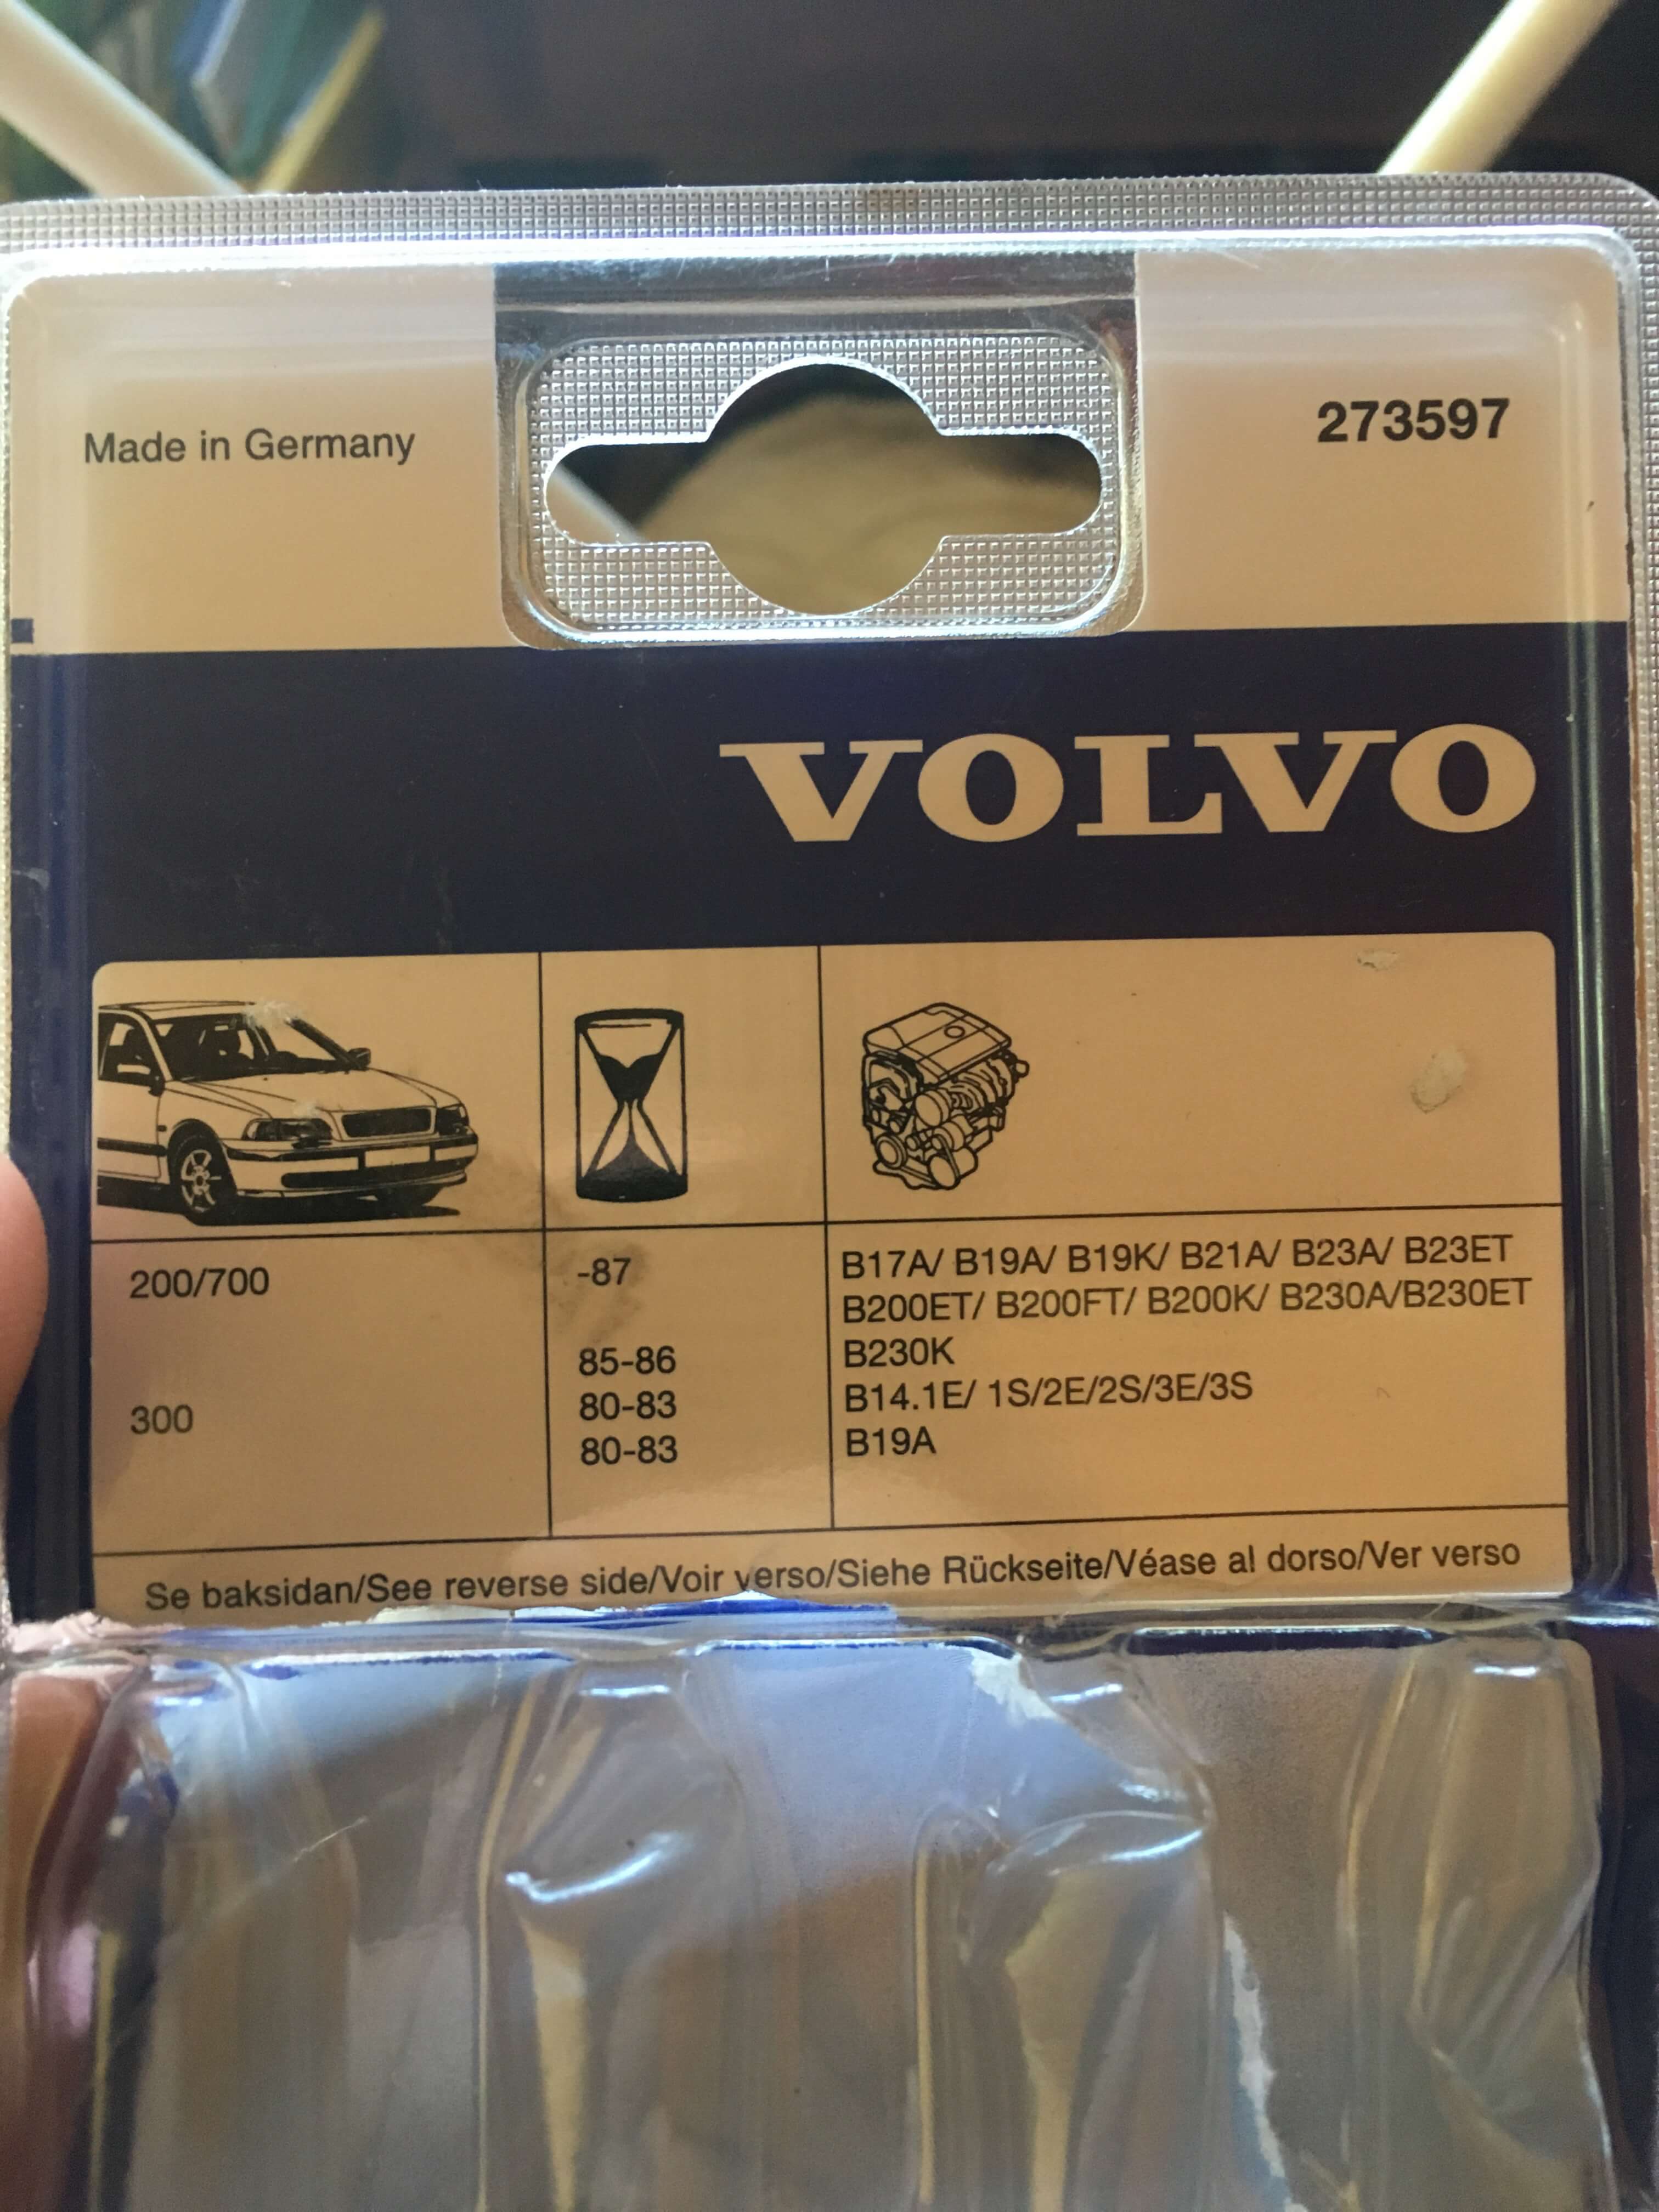 Made in Germany
273597
VOLVO
200/700 -87 B17A/ B19A/ B19K/ B21A/ B23A/ B23ET
B200ET/ B200FT/ B200K/ B230A/B230ET
85-86 B230K
300 80-83 B14.1E/ 1S/2E/2S/3E/3S
80-83 B19A
Se baksidan/See reverse side/Voir verso/Siehe Rückseite/Véase al dorso/Ver verso